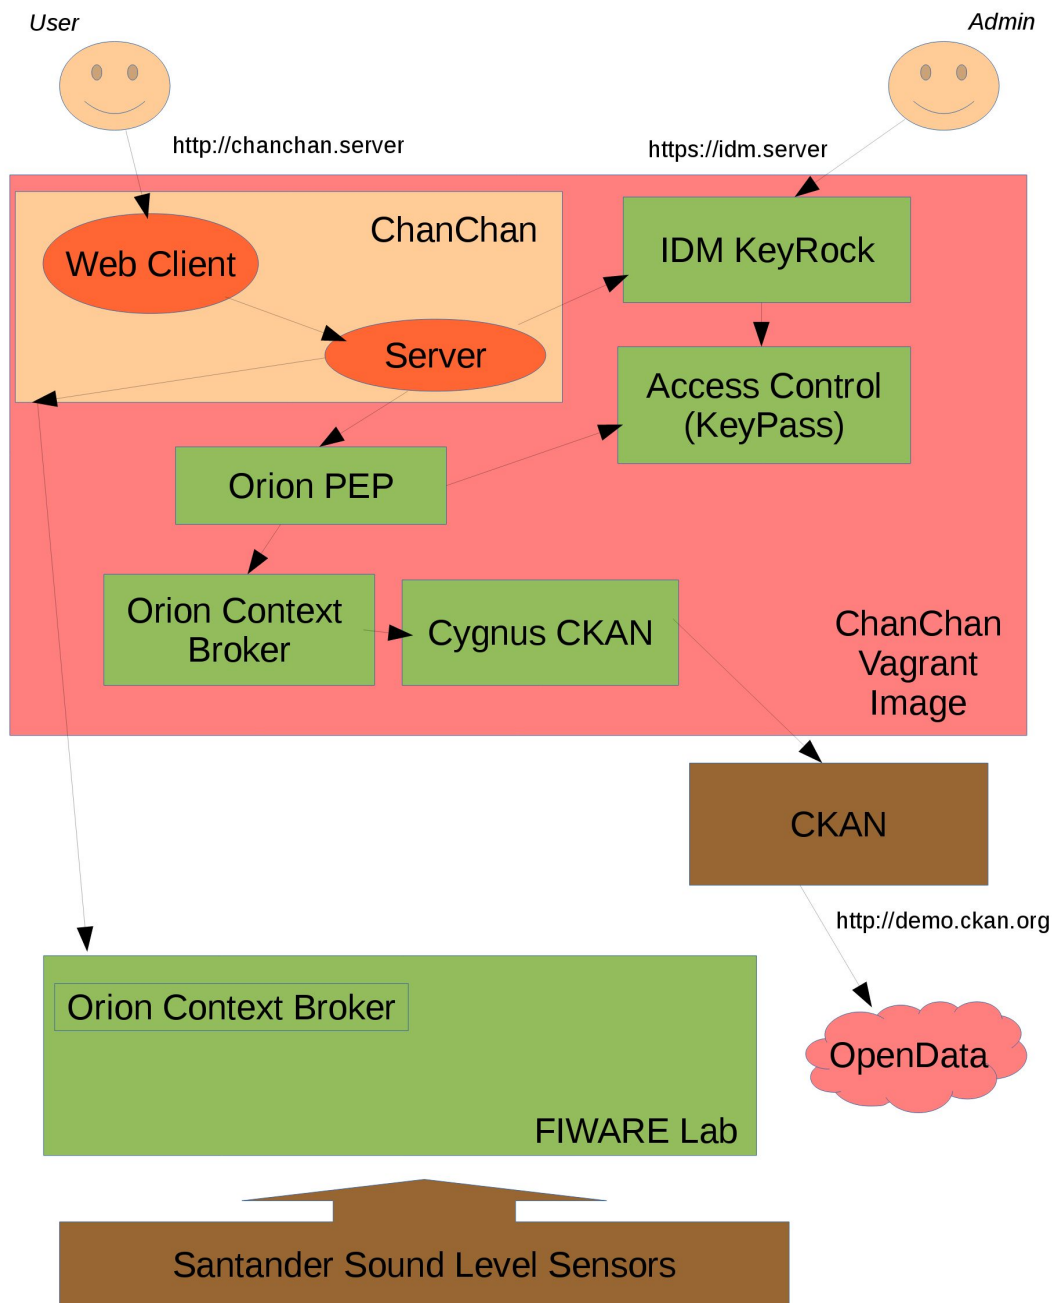 User
Admin
http://chanchan.server
https://idm.server
ChanChan
Web Client
IDM KeyRock
Server
Access Control
(KeyPass)
Orion PEP
Orion Context
Broker
Cygnus CKAN
ChanChan
Vagrant
Image
CKAN
http://demo.ckan.org
Orion Context Broker
OpenData
FIWARE Lab
Santander Sound Level Sensors